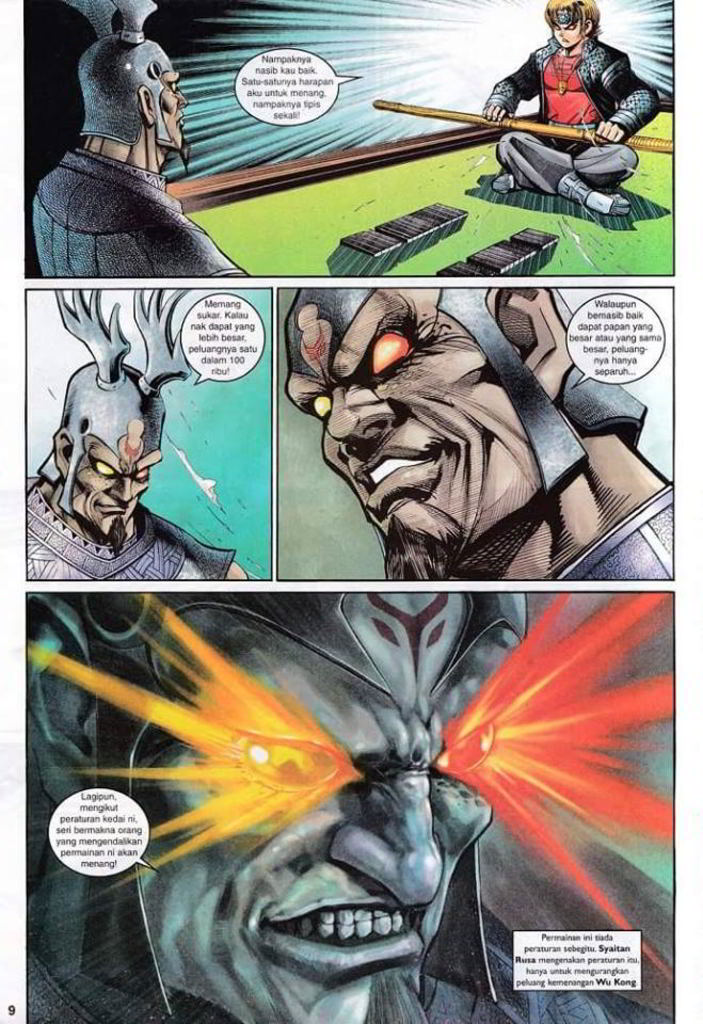 Nampaknya
nasib kau baik.
Satu-satunya harapan
aku untuk menang,
nampaknya tipis
sekali!
Memang
sukar. Kalau
nak dapat yang
lebih besar,
peluangnya satu
dalam 100
ribu!
Walaupun
bernasib baik
dapat papan yang
besar atau yang sama
besar, peluang-
nya hanya
separuh...
Lagipun,
mengikut
peraturan kedai ni,
seri bermakna orang
yang mengendalikan
permainan ni akan
menang!
Permainan ini tiada
peraturan sebegitu. Syaitan
Rusa mengenakan peraturan itu,
hanya untuk mengurangkan
peluang kemenangan Wu Kong.
9